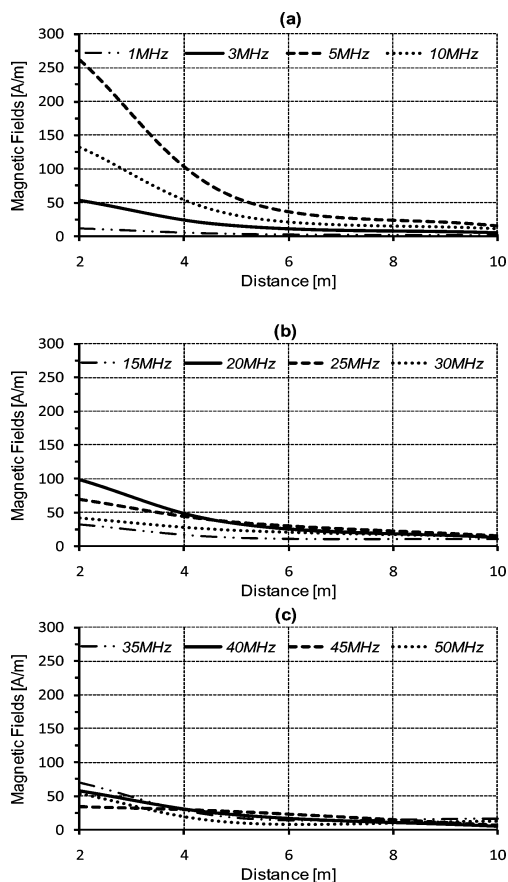 (a)
300
1MHz 3MHz 5MHz 10MHz
250
200
150
100
50
0
Magnetic Fields [A/m]
2 4 6 8 10
Distance [m]
(b)
300
15MHz 20MHz 25MHz 30MHz
250
200
150
100
50
0
Magnetic Fields [A/m]
2 4 6 8 10
Distance [m]
(c)
300
35MHz 40MHz 45MHz 50MHz
250
200
150
100
50
0
Magnetic Fields [A/m]
2 4 6 8 10
Distance [m]